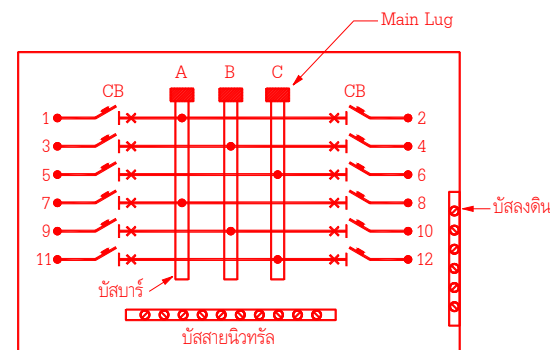 Main Lug
A B C
CB CB
1 2
3 4
5 6
7 8
9 10
11 12
บัสลงดิน
บัสบาร์
บัสสายนิวทรัล